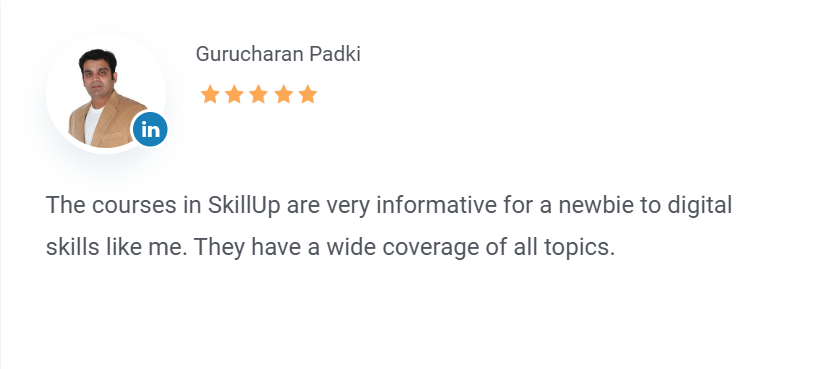 Gurucharan Padki
in
The courses in SkillUp are very informative for a newbie to digital
skills like me. They have a wide coverage of all topics.